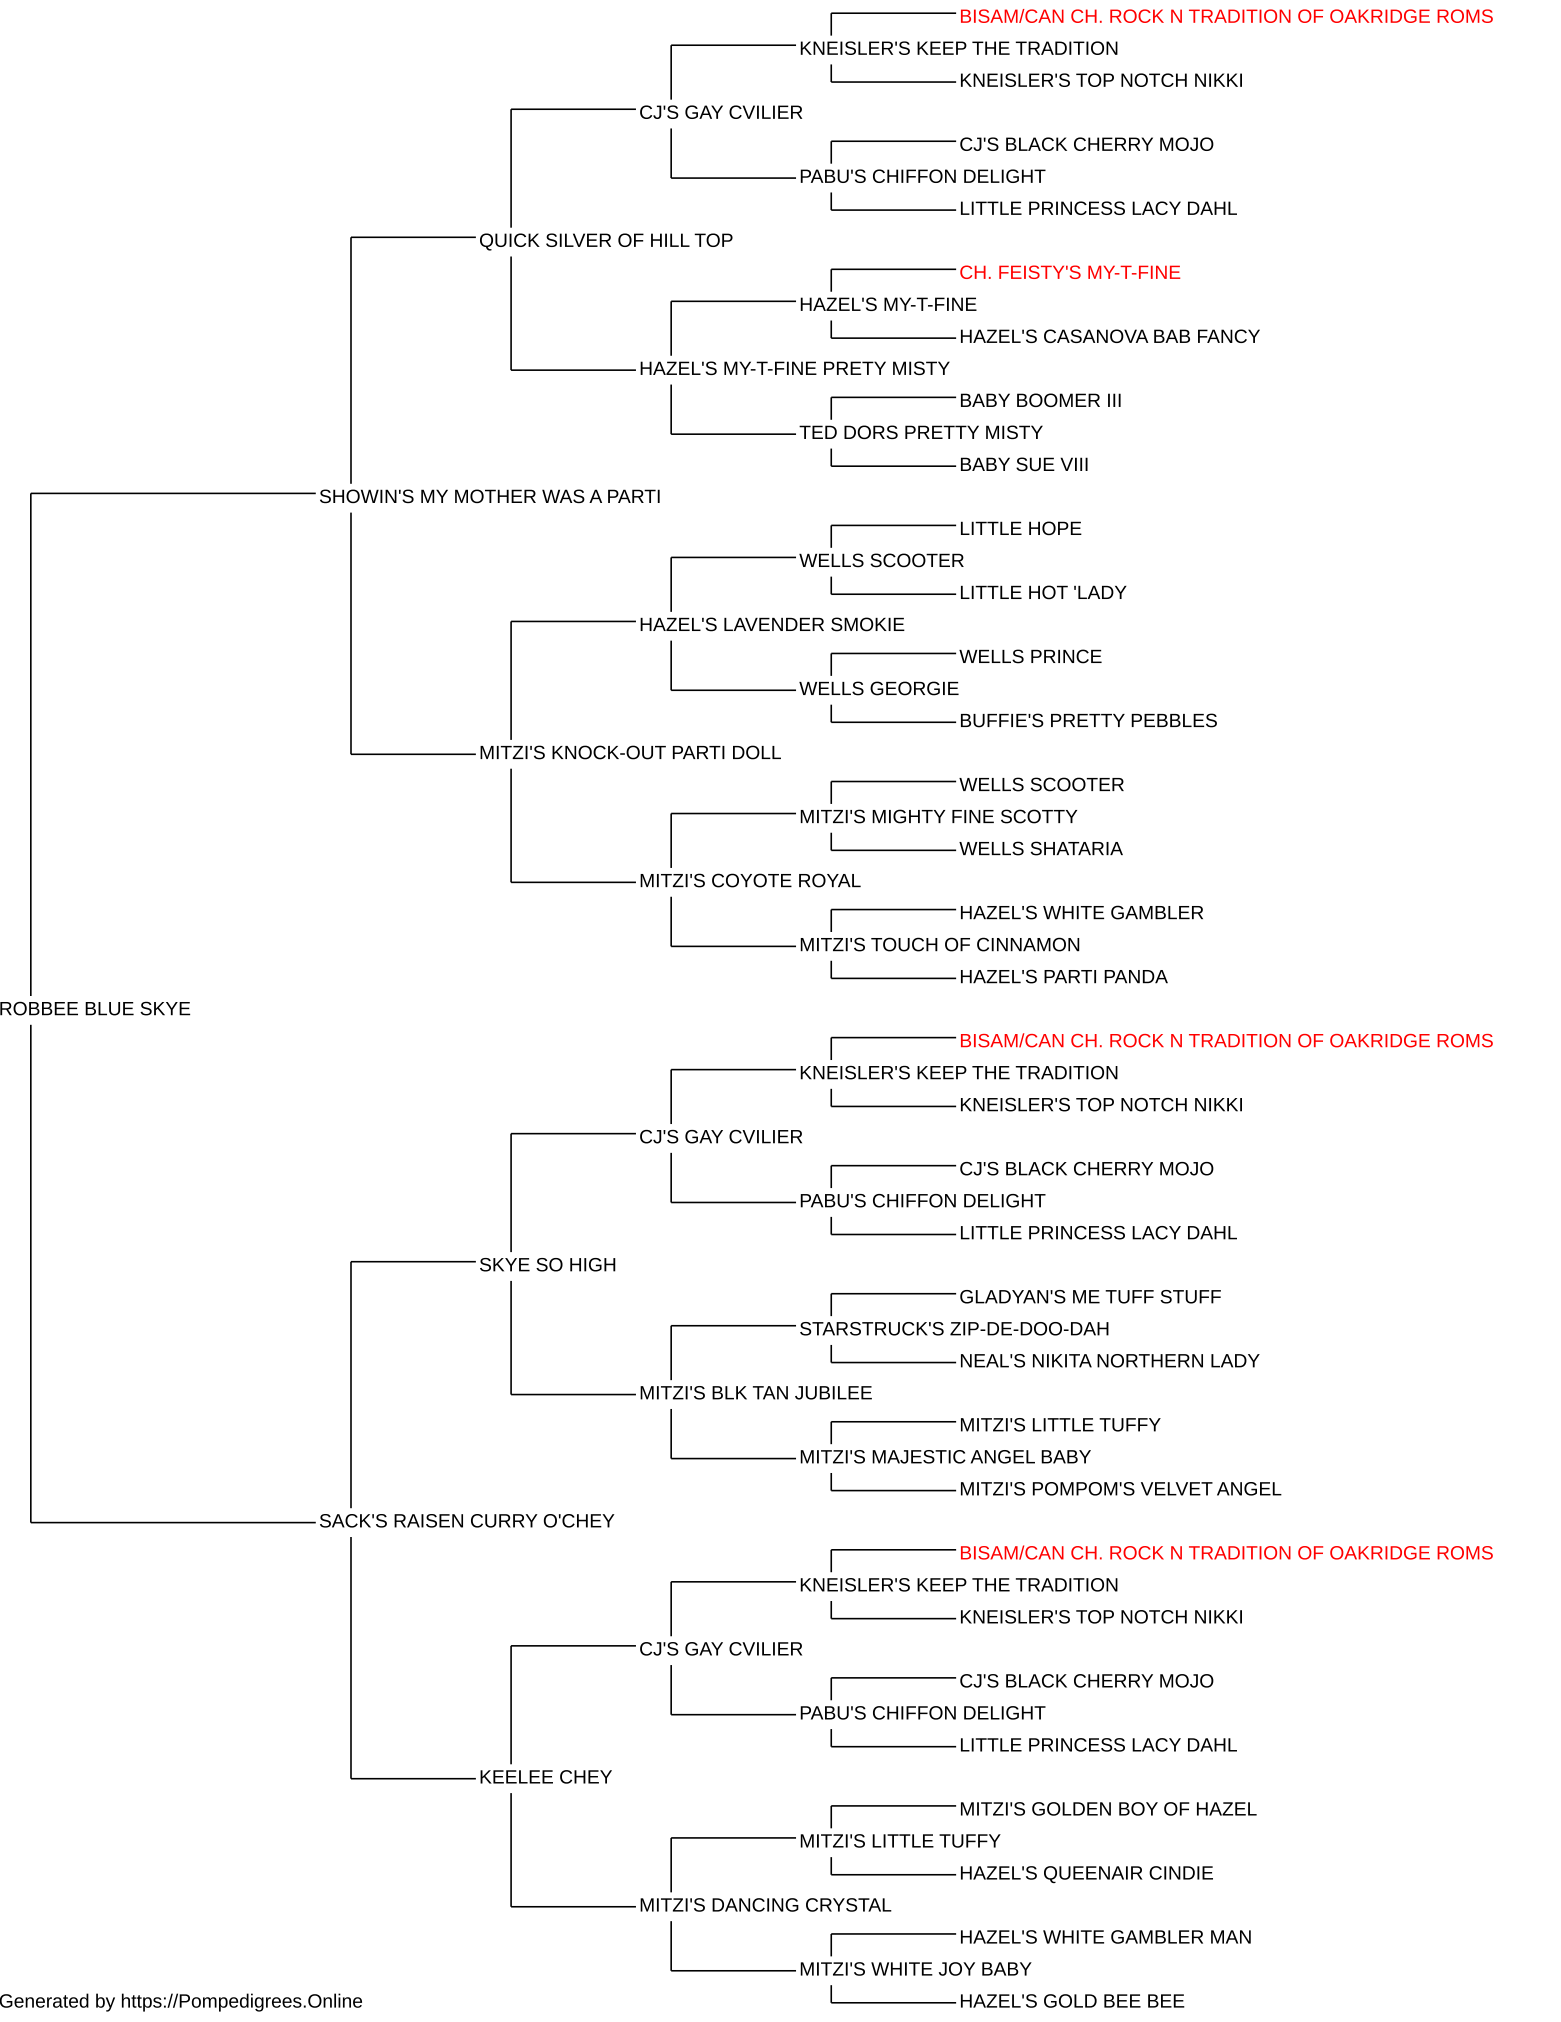 BISAM/CAN CH. ROCK N TRADITION OF OAKRIDGE ROMS
KNEISLER'S KEEP THE TRADITION
KNEISLER'S TOP NOTCH NIKKI
CJ'S GAY CVILIER
CJ'S BLACK CHERRY MOJO
PABU'S CHIFFON DELIGHT
LITTLE PRINCESS LACY DAHL
QUICK SILVER OF HILL TOP
CH. FEISTY'S MY-T-FINE
HAZEL'S MY-T-FINE
HAZEL'S CASANOVA BAB FANCY
HAZEL'S MY-T-FINE PRETY MISTY
BABY BOOMER III
TED DORS PRETTY MISTY
BABY SUE VIII
SHOWIN'S MY MOTHER WAS A PARTI
LITTLE HOPE
WELLS SCOOTER
LITTLE HOT 'LADY
HAZEL'S LAVENDER SMOKIE
WELLS PRINCE
WELLS GEORGIE
BUFFIE'S PRETTY PEBBLES
MITZI'S KNOCK-OUT PARTI DOLL
WELLS SCOOTER
MITZI'S MIGHTY FINE SCOTTY
WELLS SHATARIA
MITZI'S COYOTE ROYAL
HAZEL'S WHITE GAMBLER
MITZI'S TOUCH OF CINNAMON
HAZEL'S PARTI PANDA
ROBBEE BLUE SKYE
BISAM/CAN CH. ROCK N TRADITION OF OAKRIDGE ROMS
KNEISLER'S KEEP THE TRADITION
KNEISLER'S TOP NOTCH NIKKI
CJ'S GAY CVILIER
CJ'S BLACK CHERRY MOJO
PABU'S CHIFFON DELIGHT
LITTLE PRINCESS LACY DAHL
SKYE SO HIGH
GLADYAN'S ME TUFF STUFF
STARSTRUCK'S ZIP-DE-DOO-DAH
NEAL'S NIKITA NORTHERN LADY
MITZI'S BLK TAN JUBILEE
MITZI'S LITTLE TUFFY
MITZI'S MAJESTIC ANGEL BABY
MITZI'S POMPOM'S VELVET ANGEL
SACK'S RAISEN CURRY O'CHEY
BISAM/CAN CH. ROCK N TRADITION OF OAKRIDGE ROMS
KNEISLER'S KEEP THE TRADITION
KNEISLER'S TOP NOTCH NIKKI
CJ'S GAY CVILIER
CJ'S BLACK CHERRY MOJO
PABU'S CHIFFON DELIGHT
LITTLE PRINCESS LACY DAHL
KEELEE CHEY
MITZI'S GOLDEN BOY OF HAZEL
MITZI'S LITTLE TUFFY
HAZEL'S QUEENAIR CINDIE
MITZI'S DANCING CRYSTAL
HAZEL'S WHITE GAMBLER MAN
MITZI'S WHITE JOY BABY
HAZEL'S GOLD BEE BEE
Generated by https://Pompedigrees.Online